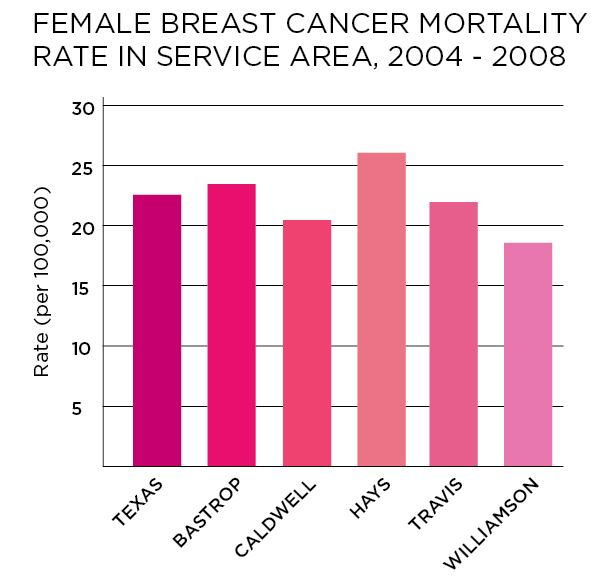 FEMALE BREAST CANCER MORTALITY
RATE IN SERVICE AREA, 2004 - 2008
Rate (per 100,000)
30
25
20
15
10
5
TEXAS
BASTROP
CALDWELL
HAYS
TRAVIS
WILLIAMSON